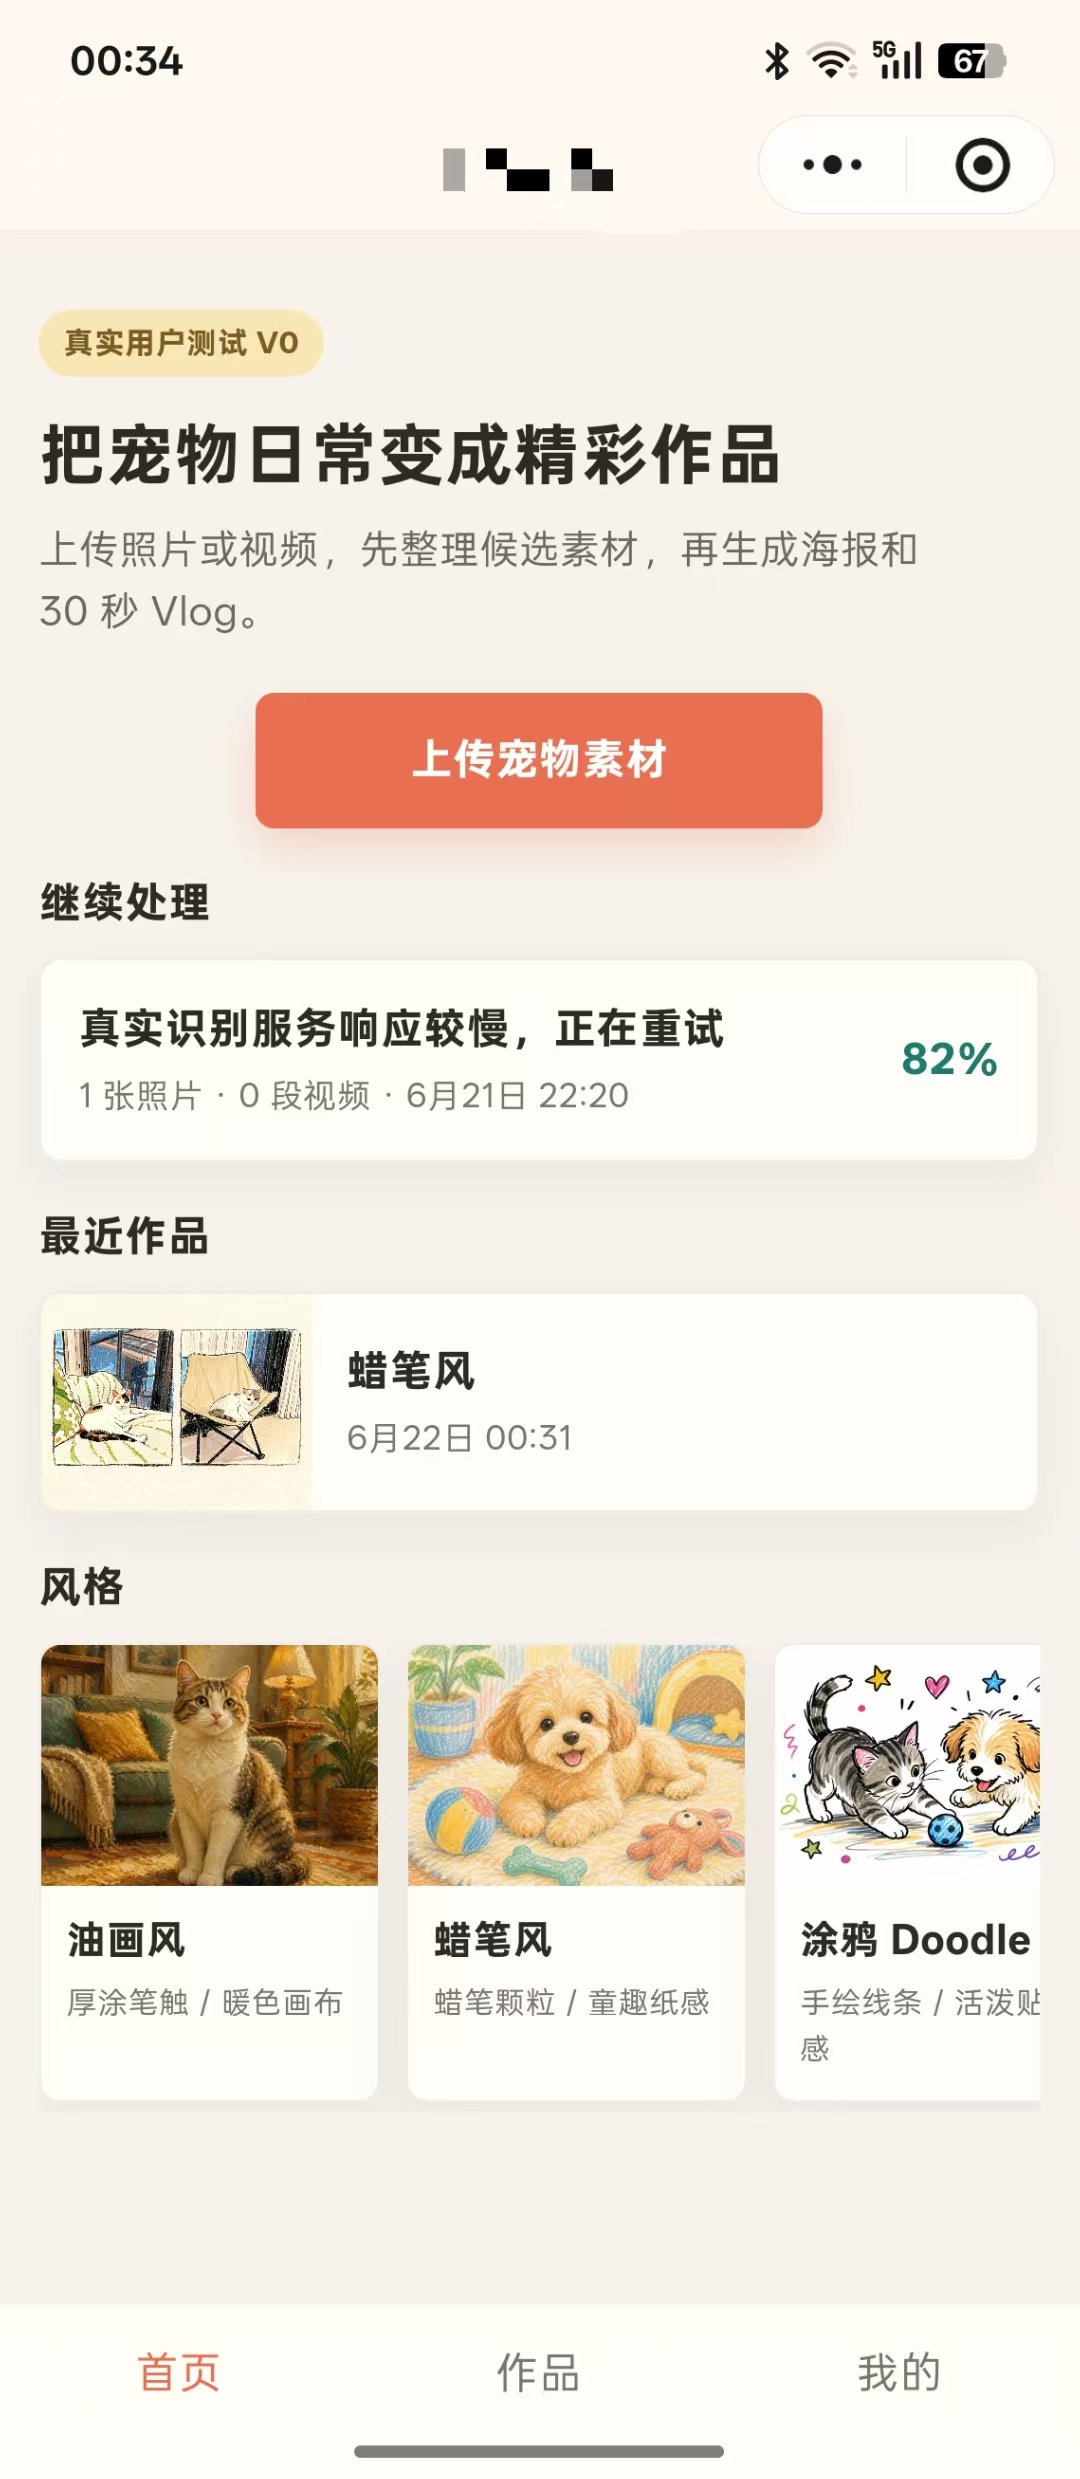 00:34
5G
67
真实用户测试 V0
把宠物日常变成精彩作品
上传照片或视频，先整理候选素材，再生成海报和
30 秒 Vlog。
上传宠物素材
继续处理
真实识别服务响应较慢，正在重试
82%
1 张照片 · 0 段视频 · 6月21日 22:20
最近作品
蜡笔风
6月22日 00:31
风格
油画风
厚涂笔触 / 暖色画布
蜡笔风
蜡笔颗粒 / 童趣纸感
涂鸦 Doodle
手绘线条 / 活泼贴
感
首页
作品
我的